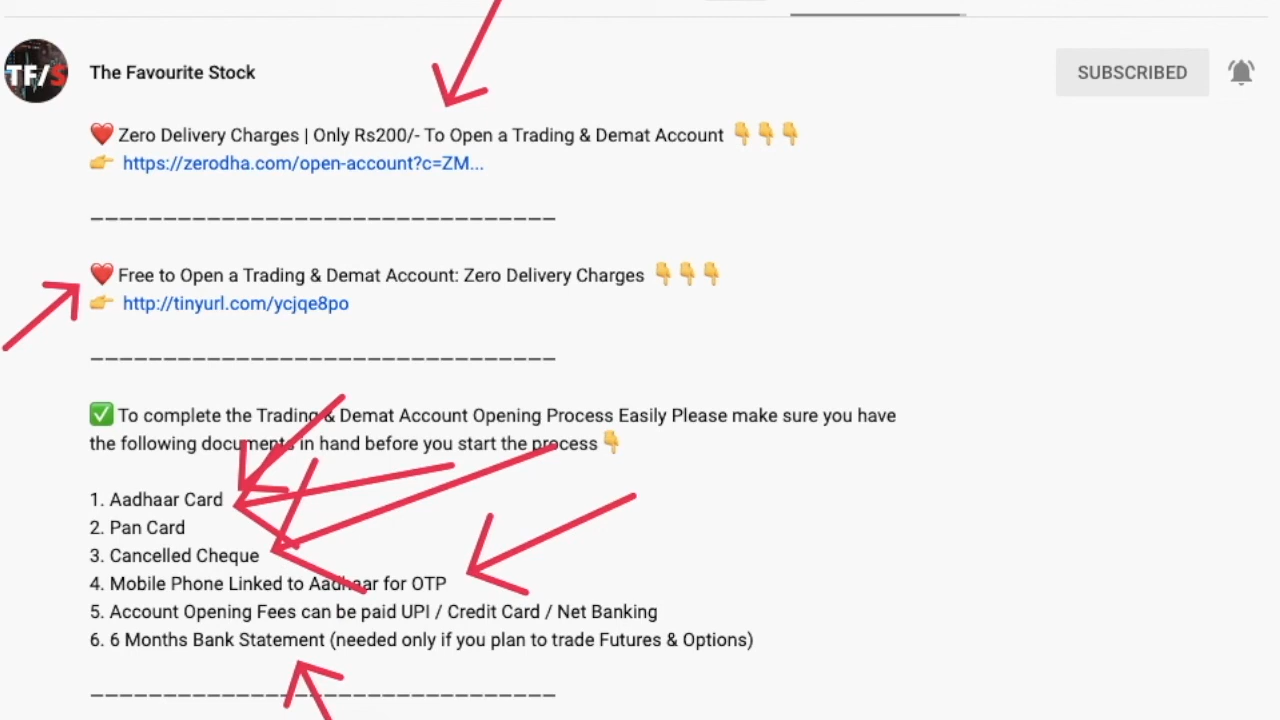 TF/S
The Favourite Stock
SUBSCRIBED
❤️ Zero Delivery Charges | Only Rs200/- To Open a Trading & Demat Account 👇👇👇
👉 https://zerodha.com/open-account?c=ZM...
________________________________
❤️ Free to Open a Trading & Demat Account: Zero Delivery Charges 👇👇👇
👉 http://tinyurl.com/ycjqe8po
________________________________
✅ To complete the Trading & Demat Account Opening Process Easily Please make sure you have
the following documents in hand before you start the process 👇
1. Aadhaar Card
2. Pan Card
3. Cancelled Cheque
4. Mobile Phone Linked to Aadhaar for OTP
5. Account Opening Fees can be paid UPI / Credit Card / Net Banking
6. 6 Months Bank Statement (needed only if you plan to trade Futures & Options)
________________________________